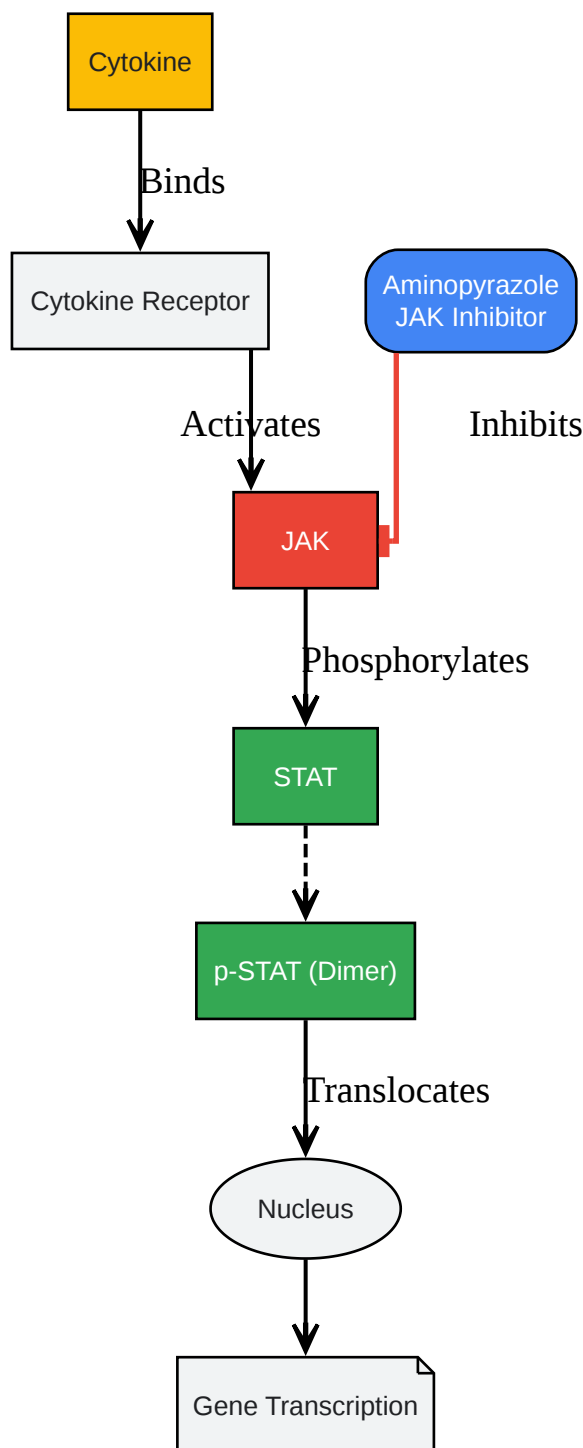 Cytokine
Binds
Cytokine Receptor
Aminopyrazole
JAK Inhibitor
Activates
Inhibits
JAK
Phosphorylates
STAT
p-STAT (Dimer)
Translocates
Nucleus
Gene Transcription